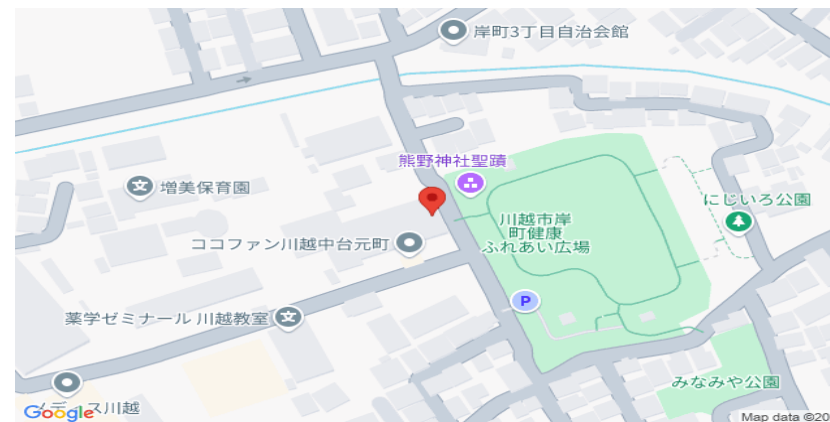 岸町3丁目自治会館
熊野神社聖蹟
増美保育園
にじいろ公園
川越市岸
町健康
ふれあい広場
ココファン川越中台元町
P
薬学ゼミナール 川越教室
みなみや公園
ス川越
Google
Map data ©20